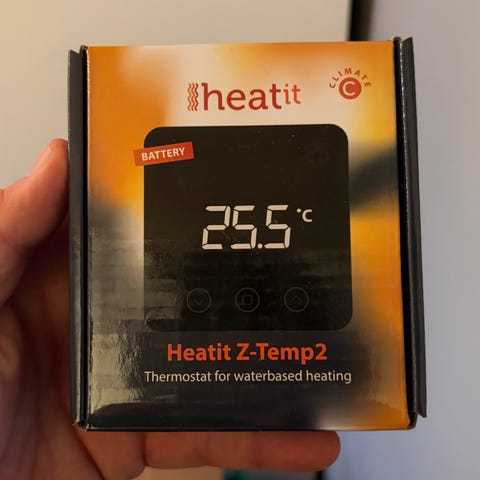 heatit
CLIMATE
C
BATTERY
25.5 °C
Heatit Z-Temp2
Thermostat for waterbased heating